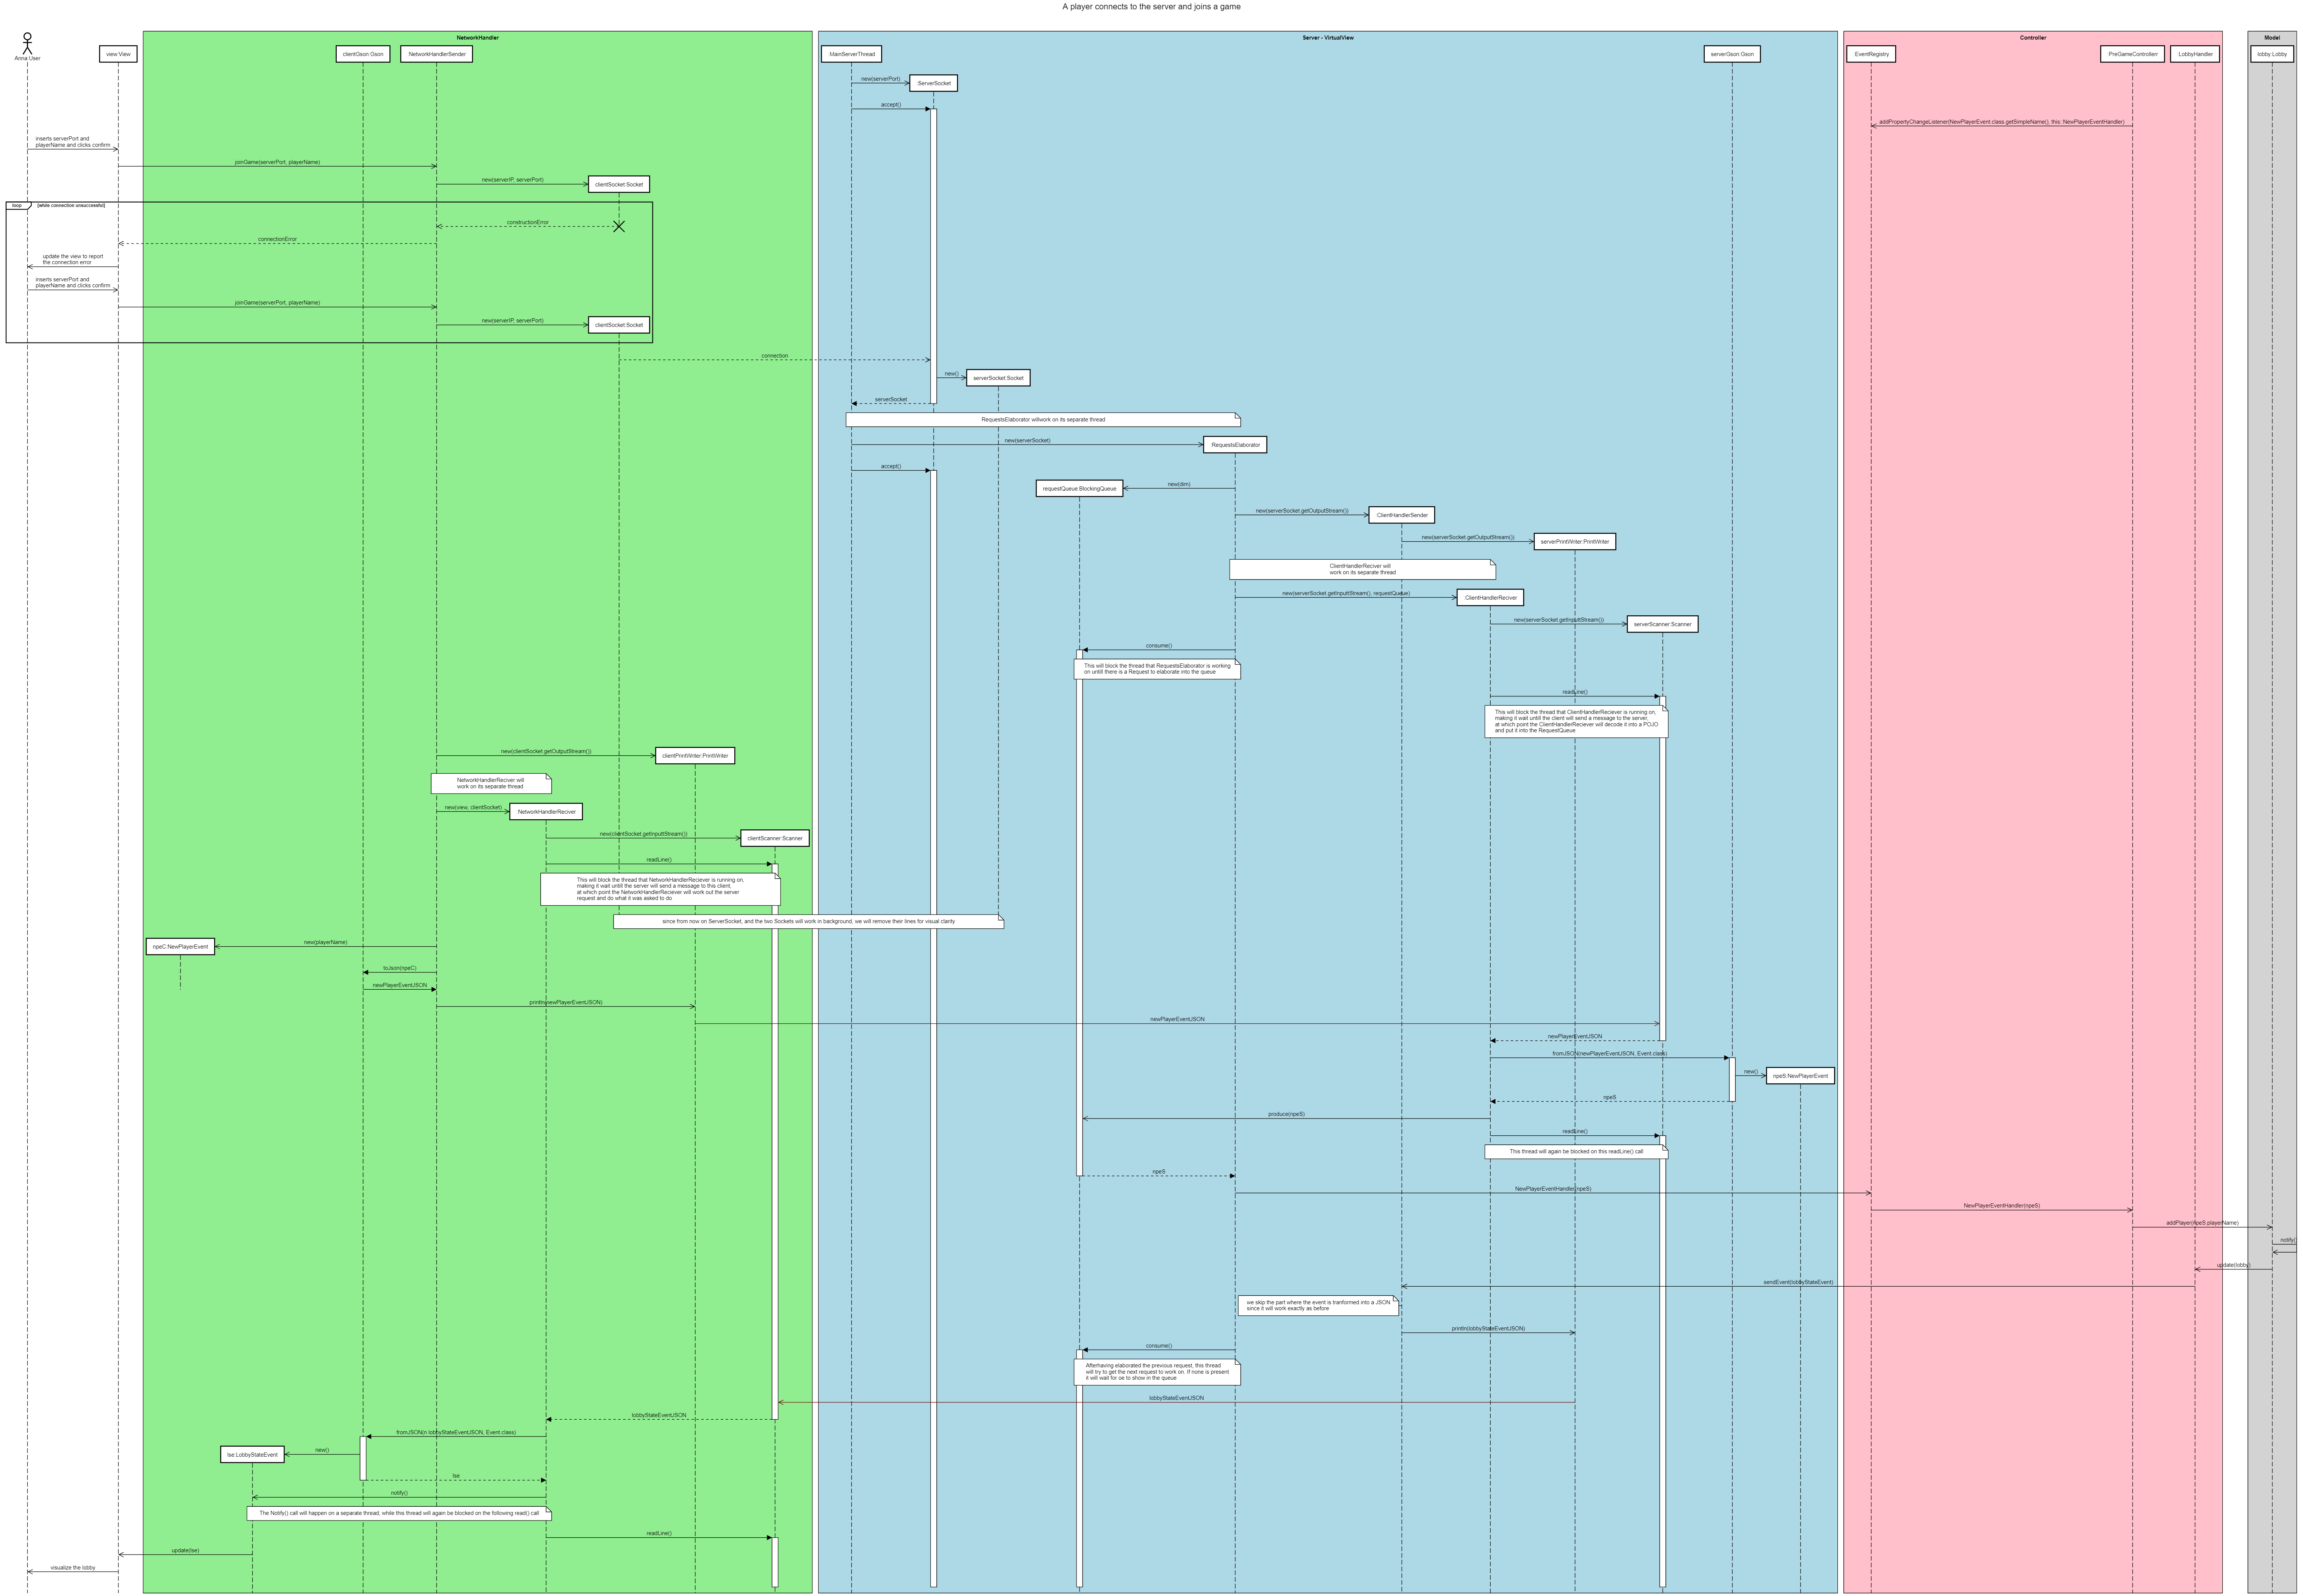 A player connects to the server and joins a game
NetworkHandler
Server - VirtualView
Controller
Model
Anna:User
view:View
clientGson:Gson
NetworkHandlerSender
MainServerThread
serverGson:Gson
EventRegistry
PreGameControllerr
LobbyHandler
lobby:Lobby
new(serverPort)
:ServerSocket
accept()
addPropertyChangeListener(NewPlayerEvent.class.getSimpleName(), this::NewPlayerEventHandler)
inserts serverPort and
playerName and clicks confirm
joinGame(serverPort, playerName)
new(serverIP, serverPort)
clientSocket:Socket
loop
[while connection unsuccessful]
constructionError
connectionError
update the view to report
the connection error
inserts serverPort and
playerName and clicks confirm
joinGame(serverPort, playerName)
new(serverIP, serverPort)
clientSocket:Socket
connection
new()
serverSocket:Socket
serverSocket
RequestsElaborator willwork on its separate thread
new(serverSocket)
RequestsElaborator
accept()
requestQueue:BlockingQueue
new(dim)
new(serverSocket.getOutputStream())
ClientHandlerSender
new(serverSocket.getOutputStream())
serverPrintWriter:PrintWriter
ClientHandlerReciver will
work on its separate thread
new(serverSocket.getInputtStream(), requestQueue)
ClientHandlerReciver
new(serverSocket.getInputtStream())
serverScanner:Scanner
consume()
This will block the thread that RequestsElaborator is working
on untill there is a Request to elaborate into the queue
readLine()
This will block the thread that ClientHandlerReciever is running on,
making it wait untill the client will send a message to the server,
at which point the ClientHandlerReciever will decode it into a POJO
and put it into the RequestQueue
new(clientSocket.getOutputStream())
clientPrintWriter:PrintWriter
NetworkHandlerReciver will
work on its separate thread
new(view, clientSocket)
NetworkHandlerReciver
new(clientSocket.getInputtStream())
clientScanner:Scanner
readLine()
This will block the thread that NetworkHandlerReciever is running on,
making it wait untill the server will send a message to this client,
at which point the NetworkHandlerReciever will work out the server
request and do what it was asked to do
since from now on ServerSocket, and the two Sockets will work in background, we will remove their lines for visual clarity
npeC:NewPlayerEvent
new(playerName)
toJson(npeC)
newPlayerEventJSON
println(newPlayerEventJSON)
newPlayerEventJSON
newPlayerEventJSON
fromJSON(newPlayerEventJSON, Event.class)
new()
npeS:NewPlayerEvent
npeS
produce(npeS)
readLine()
This thread will again be blocked on this readLine() call
npeS
NewPlayerEventHandler(npeS)
NewPlayerEventHandler(npeS)
addPlayer(npeS.playerName)
notify()
update(lobby)
sendEvent(lobbyStateEvent)
we skip the part where the event is tranformed into a JSON
since it will work exactly as before
println(lobbyStateEventJSON)
consume()
Afterhaving elaborated the previous request, this thread
will try to get the next request to work on. If none is present
it will wait for oe to show in the queue
lobbyStateEventJSON
lobbyStateEventJSON
fromJSON(n lobbyStateEventJSON, Event.class)
new()
lse:LobbyStateEvent
lse
notify()
The Notify() call will happen on a separate thread, while this thread will again be blocked on the following read() call
readLine()
update(lse)
visualize the lobby